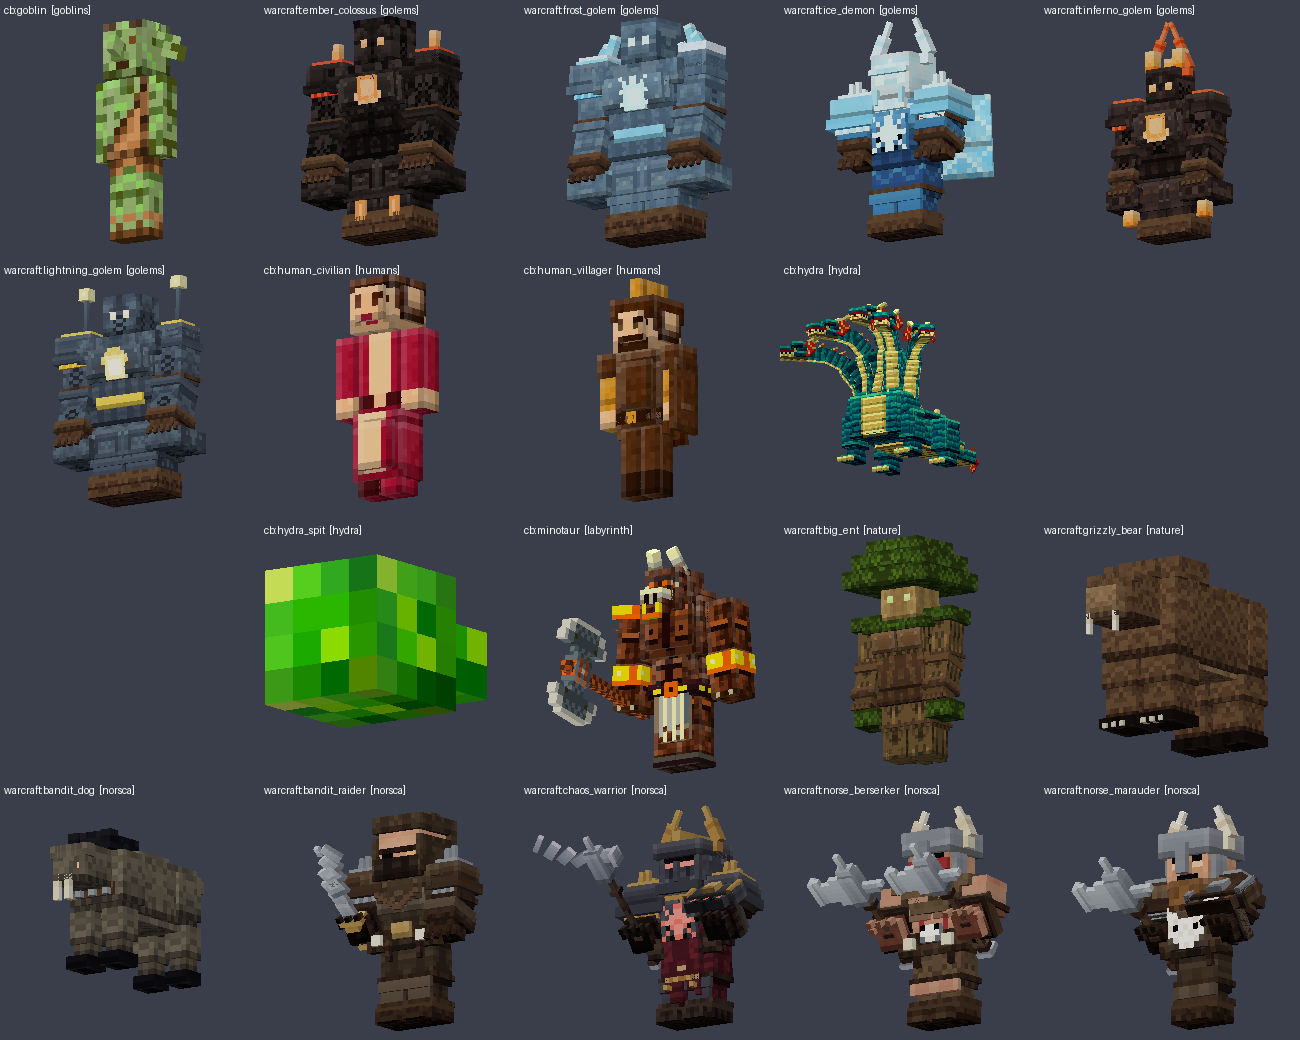 cb:goblin [goblins]
warcraft:ember_colossus [golems]
warcraft:frost_golem [golems]
warcraft:ice_demon [golems]
warcraft:inferno_golem [golems]
warcraft:lightning_golem [golems]
cb:human_civilian [humans]
cb:human_villager [humans]
cb:hydra [hydra]
cb:hydra_spit [hydra]
cb:minotaur [labyrinth]
warcraft:big_ent [nature]
warcraft:grizzly_bear [nature]
warcraft:bandit_dog [norsca]
warcraft:bandit_raider [norsca]
warcraft:chaos_warrior [norsca]
warcraft:norse_berserker [norsca]
warcraft:norse_marauder [norsca]